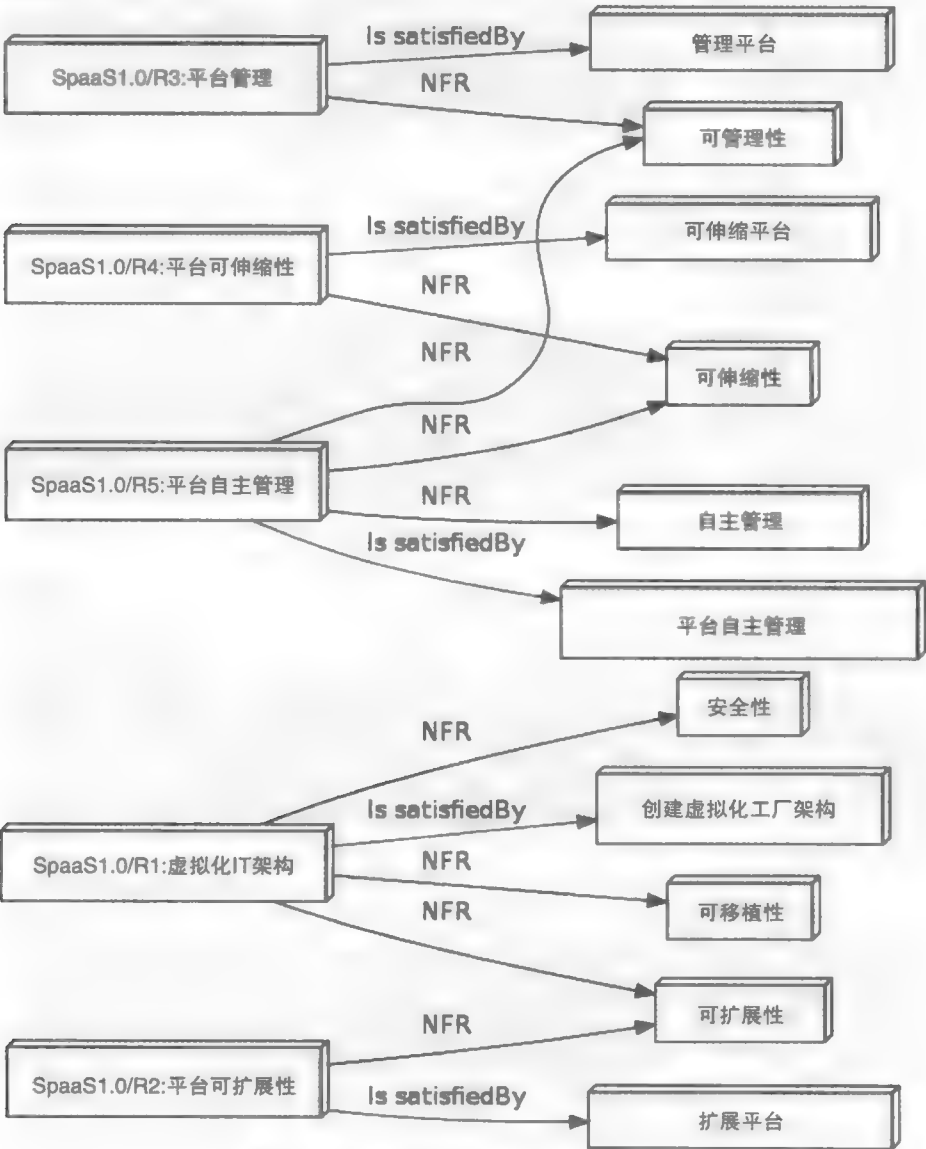 Is satisfiedBy
管理平台
SpaaS1.0/R3:平台管理
NFR
可管理性
Is satisfiedBy
可伸缩平台
SpaaS1.0/R4:平台可伸缩性
NFR
NFR
可伸缩性
NFR
SpaaS1.0/R5:平台自主管理
NFR
自主管理
Is satisfiedBy
平台自主管理
安全性
NFR
Is satisfiedBy
创建虚拟化工厂架构
SpaaS1.0/R1:虚拟化IT架构
NFR
NFR
可移植性
可扩展性
NFR
SpaaS1.0/R2:平台可扩展性
Is satisfiedBy
扩展平台